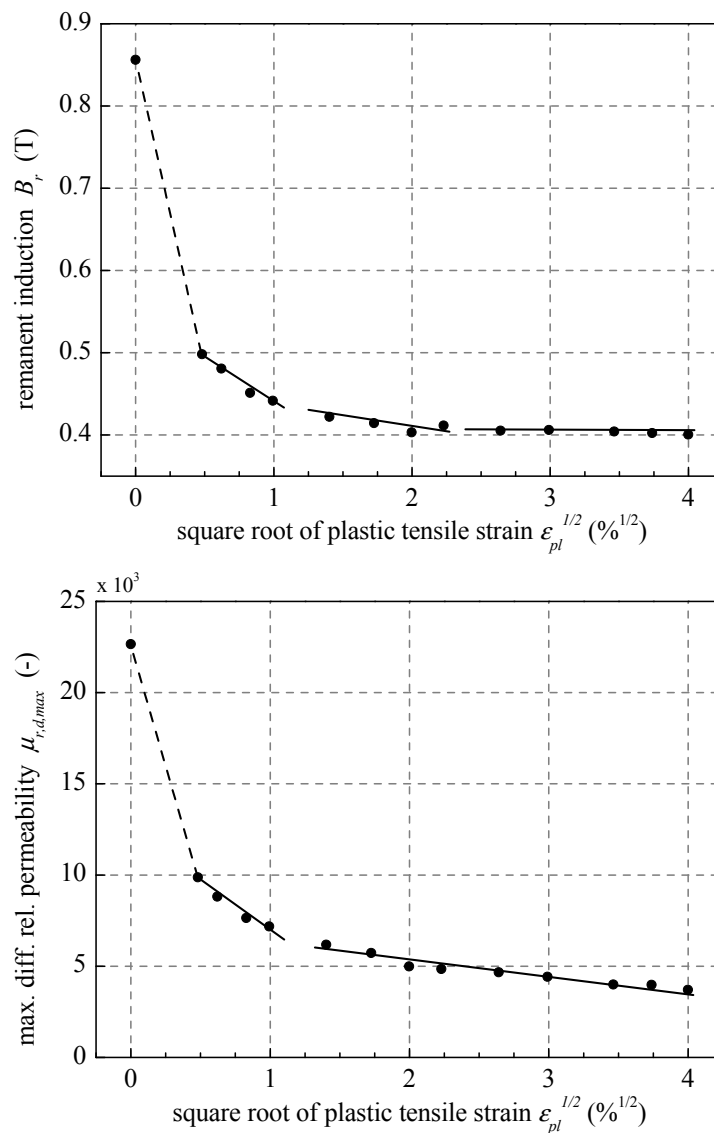 0.9
0.8
0.7
0.6
0.5
0.4
remanent induction B_r (T)
0 1 2 3 4
square root of plastic tensile strain ε_pl^1/2 (%^1/2)
x 10^3
25
20
15
10
5
0
max. diff. rel. permeability μ_r,d,max (-)
0 1 2 3 4
square root of plastic tensile strain ε_pl^1/2 (%^1/2)